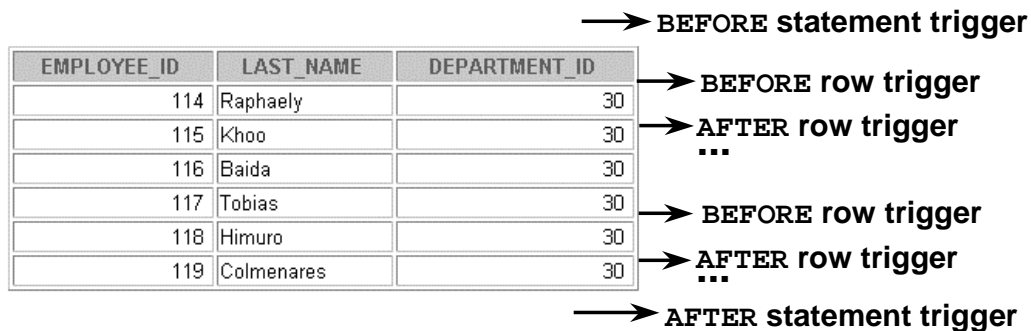 BEFORE statement trigger
EMPLOYEE_ID LAST_NAME DEPARTMENT_ID
BEFORE row trigger
114 Raphaely 30
AFTER row trigger
115 Khoo 30
...
116 Baida 30
117 Tobias 30
BEFORE row trigger
118 Himuro 30
AFTER row trigger
119 Colmenares 30
...
AFTER statement trigger